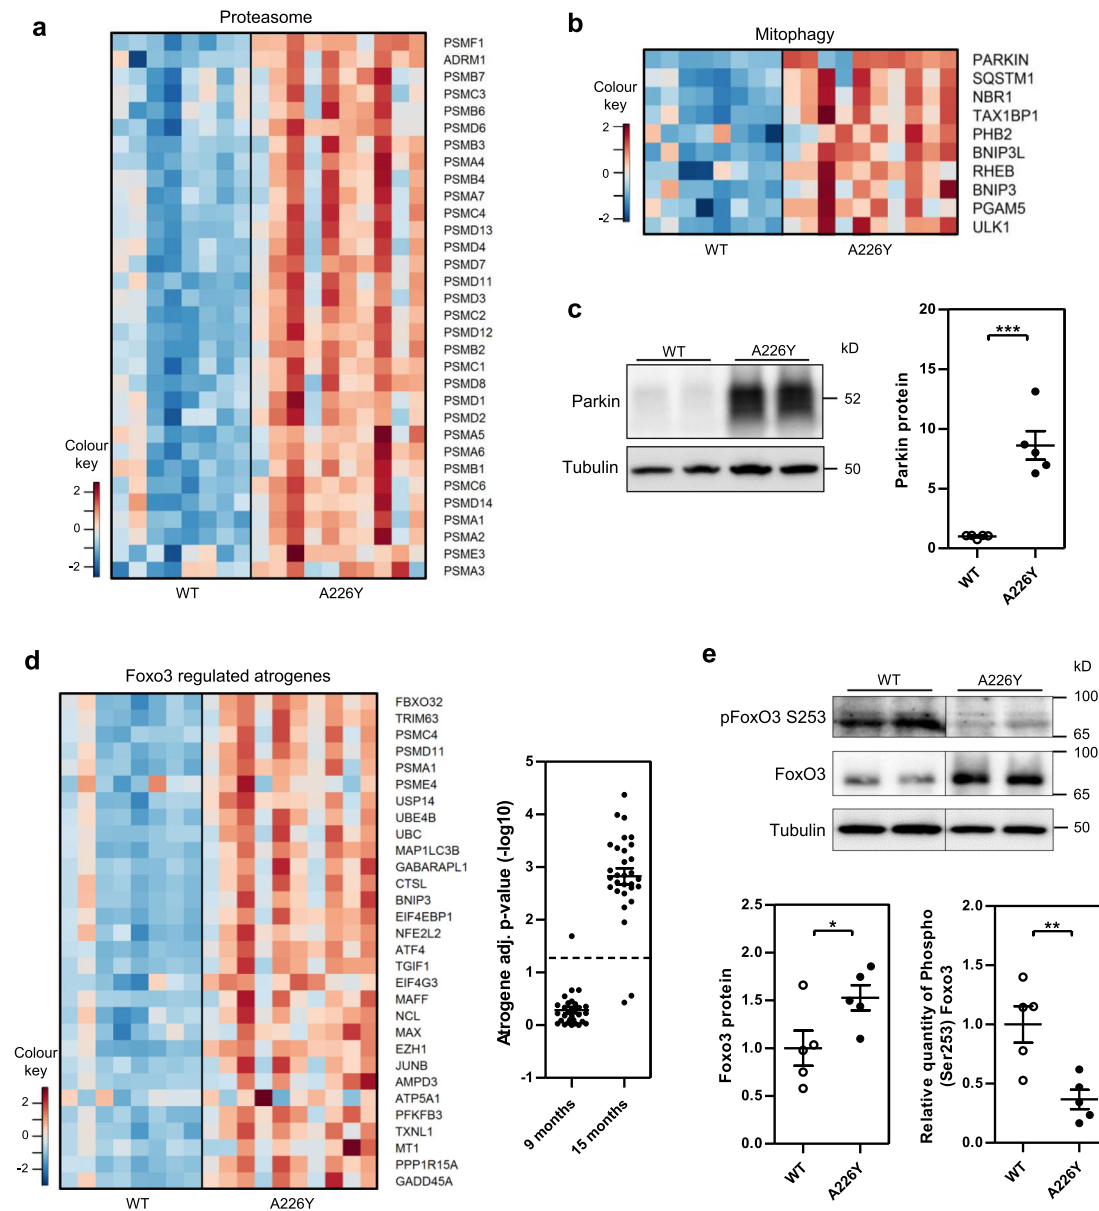 a
Proteasome
PSMF1
ADRM1
PSMB7
PSMC3
PSMB6
PSMD6
PSMB3
PSMA4
PSMB4
PSMA7
PSMC4
PSMD13
PSMD4
PSMD7
PSMD11
PSMD3
PSMC2
PSMD12
PSMB2
PSMC1
PSMD8
PSMD1
PSMD2
PSMA5
PSMA6
PSMB1
PSMC6
PSMD14
PSMA1
PSMA2
PSME3
PSMA3
Colour
key
2
0
-2
WT
A226Y
b
Mitophagy
Colour
key
2
0
-2
PARKIN
SQSTM1
NBR1
TAX1BP1
PHB2
BNIP3L
RHEB
BNIP3
PGAM5
ULK1
WT
A226Y
c
WT
A226Y
kD
Parkin
52
Tubulin
50
Parkin protein
20
15
10
5
0
***
WT
A226Y
d
Foxo3 regulated atrogenes
FBXO32
TRIM63
PSMC4
PSMD11
PSMA1
PSME4
USP14
UBE4B
UBC
MAP1LC3B
GABARAPL1
CTSL
BNIP3
EIF4EBP1
NFE2L2
ATF4
TGIF1
EIF4G3
MAFF
NCL
MAX
EZH1
JUNB
AMPD3
ATP5A1
PFKFB3
TXNL1
MT1
PPP1R15A
GADD45A
Colour
key
2
0
-2
WT
A226Y
Atrogene adj. p-value (-log10)
5
4
3
2
1
0
-1
9 months
15 months
e
WT
A226Y
kD
pFoxO3 S253
100
65
FoxO3
100
65
Tubulin
50
Foxo3 protein
2.5
2.0
1.5
1.0
0.5
0.0
*
WT
A226Y
Relative quantity of Phospho
(Ser253) Foxo3
2.0
1.5
1.0
0.5
0.0
**
WT
A226Y